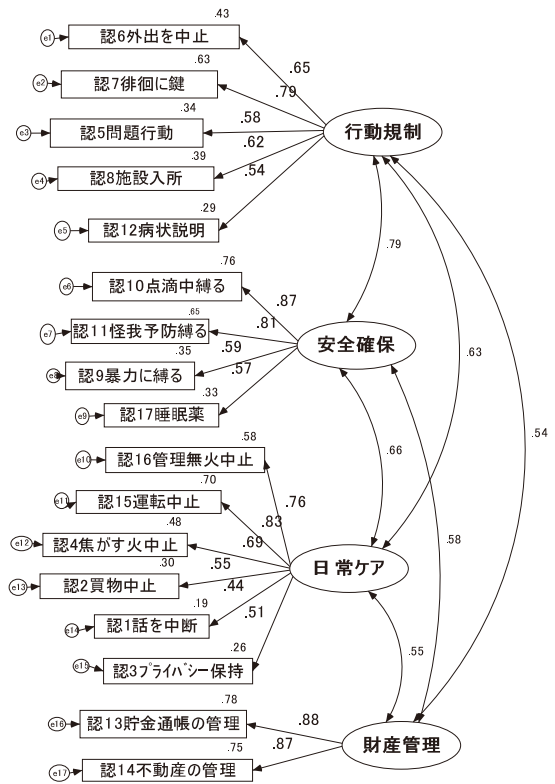 .43
e1 認6外出を中止
.65
.63
e2 認7徘徊に鍵
.79
.34
e3 認5問題行動
.58
行動規制
.62
.39
e4 認8施設入所
.54
.29
e5 認12病状説明
.79
.76
e6 認10点滴中縛る
.87
.65
.81
e7 認11怪我予防縛る
安全確保
.35
.59
.63
e8 認9暴力に縛る
.57
.33
e9 認17睡眠薬
.54
.58
e10 認16管理無火中止
.66
.70
.76
e11 認15運転中止
.83
.48
e12 認4焦がす火中止
.69
.58
.30
.55
日常ケア
e13 認2買物中止
.44
.19
e14 認1話を中断
.51
.26
.55
e15 認3プライバシー保持
.78
e16 認13貯金通帳の管理
.88
.75
.87
財産管理
e17 認14不動産の管理